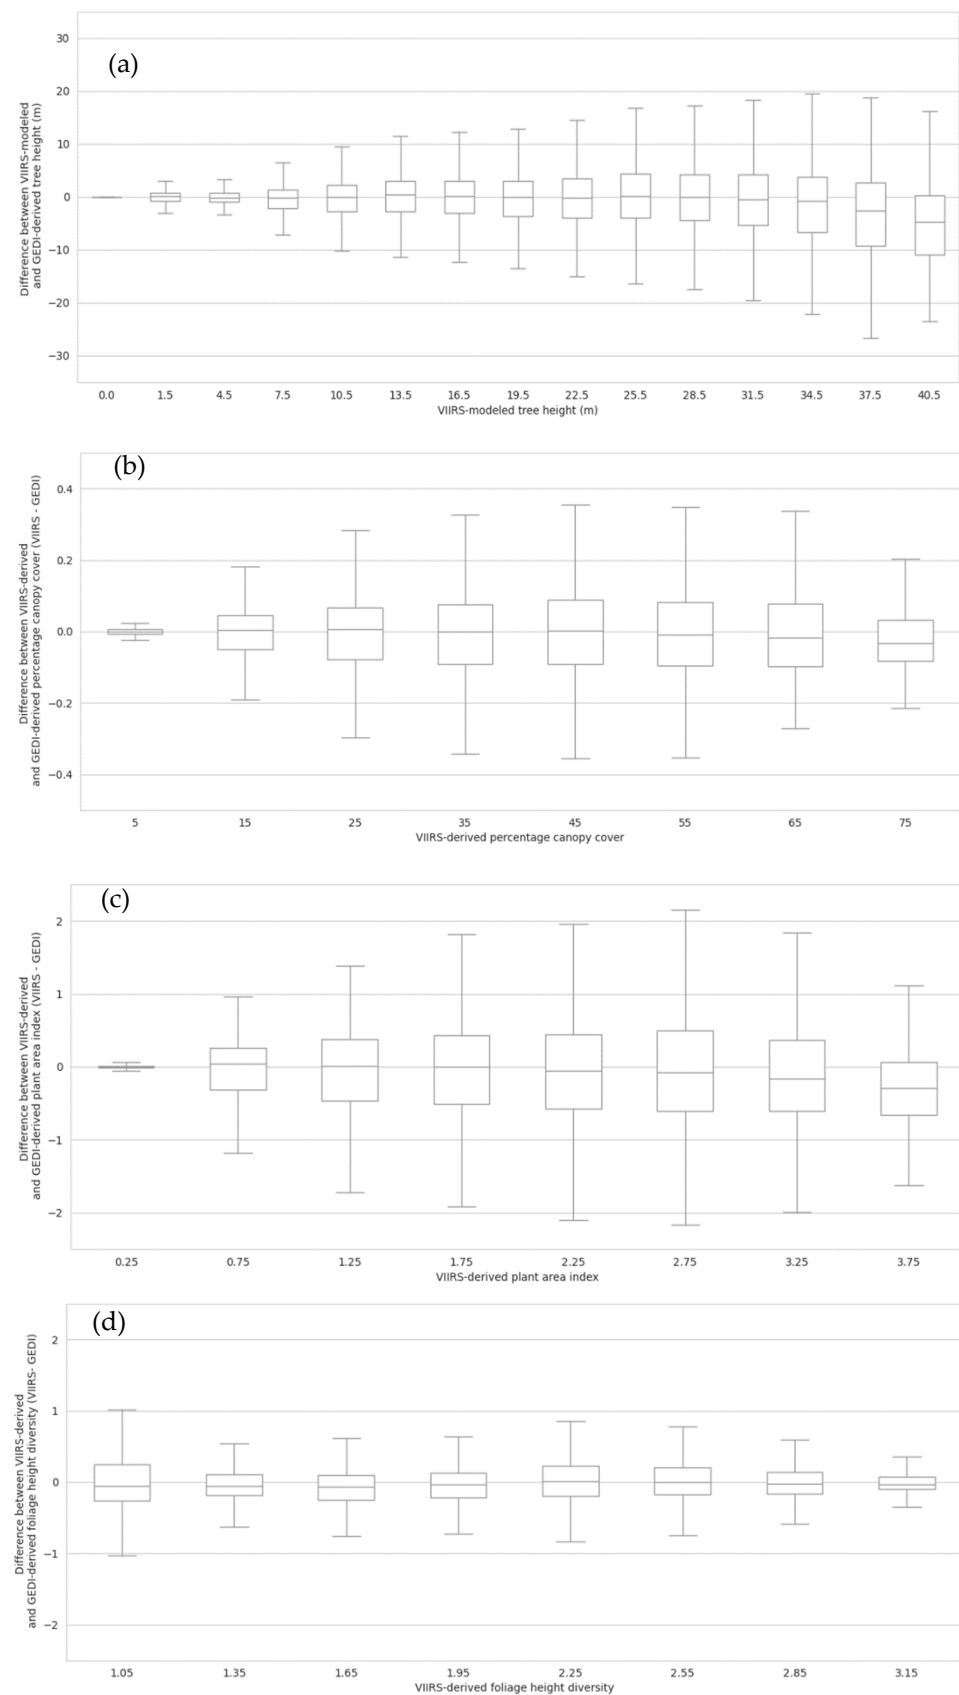 (a)
Difference between VIIRS-modeled
and GEDI-derived tree height (m)
30
20
10
0
−10
−20
−30
0.0 1.5 4.5 7.5 10.5 13.5 16.5 19.5 22.5 25.5 28.5 31.5 34.5 37.5 40.5
VIIRS-modeled tree height (m)
(b)
Difference between VIIRS-derived
and GEDI-derived percentage canopy cover (VIIRS - GEDI)
0.4
0.2
0.0
−0.2
−0.4
5 15 25 35 45 55 65 75
VIIRS-derived percentage canopy cover
(c)
Difference between VIIRS-derived
and GEDI-derived plant area index (VIIRS - GEDI)
2
1
0
−1
−2
0.25 0.75 1.25 1.75 2.25 2.75 3.25 3.75
VIIRS-derived plant area index
(d)
Difference between VIIRS-derived
and GEDI-derived foliage height diversity (VIIRS- GEDI)
2
1
0
−1
−2
1.05 1.35 1.65 1.95 2.25 2.55 2.85 3.15
VIIRS-derived foliage height diversity